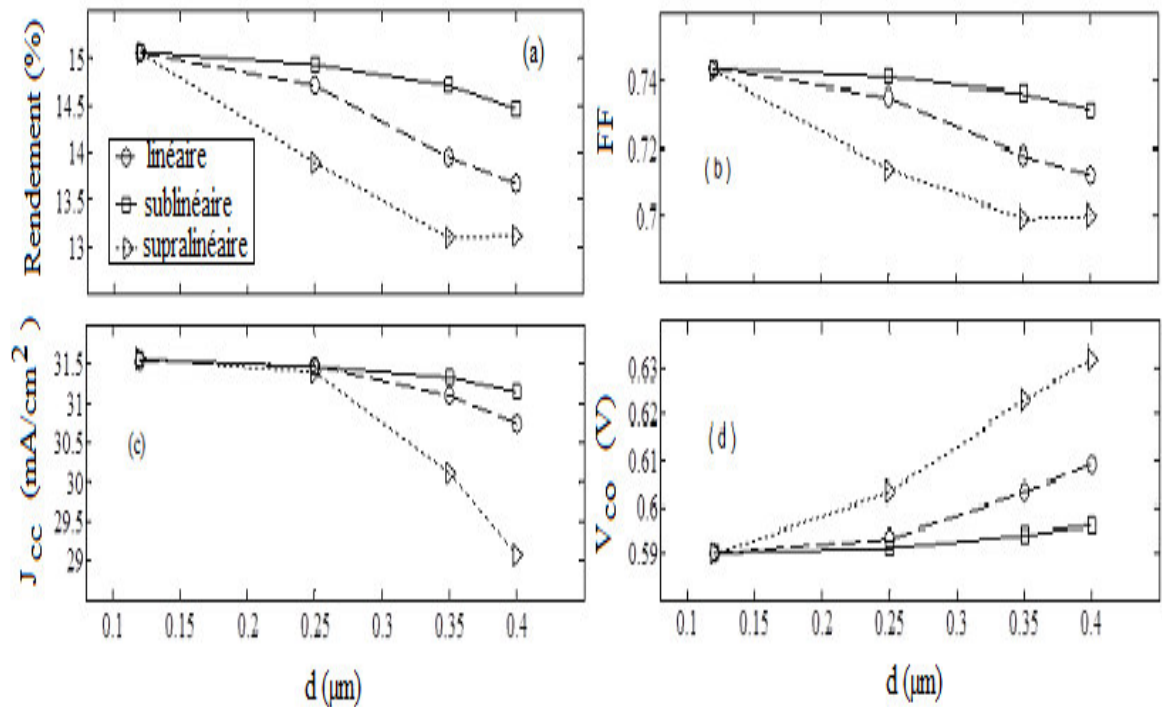 Rendement (%)
15
14.5
14
13.5
13
(a)
linéaire
sublinéaire
supralinéaire
FF
0.74
0.72
0.7
(b)
J cc (mA/cm²)
31.5
31
30.5
30
29.5
29
(c)
0.1 0.15 0.2 0.25 0.3 0.35 0.4
d (µm)
V co (V)
0.63
0.62
0.61
0.6
0.59
(d)
0.1 0.15 0.2 0.25 0.3 0.35 0.4
d (µm)